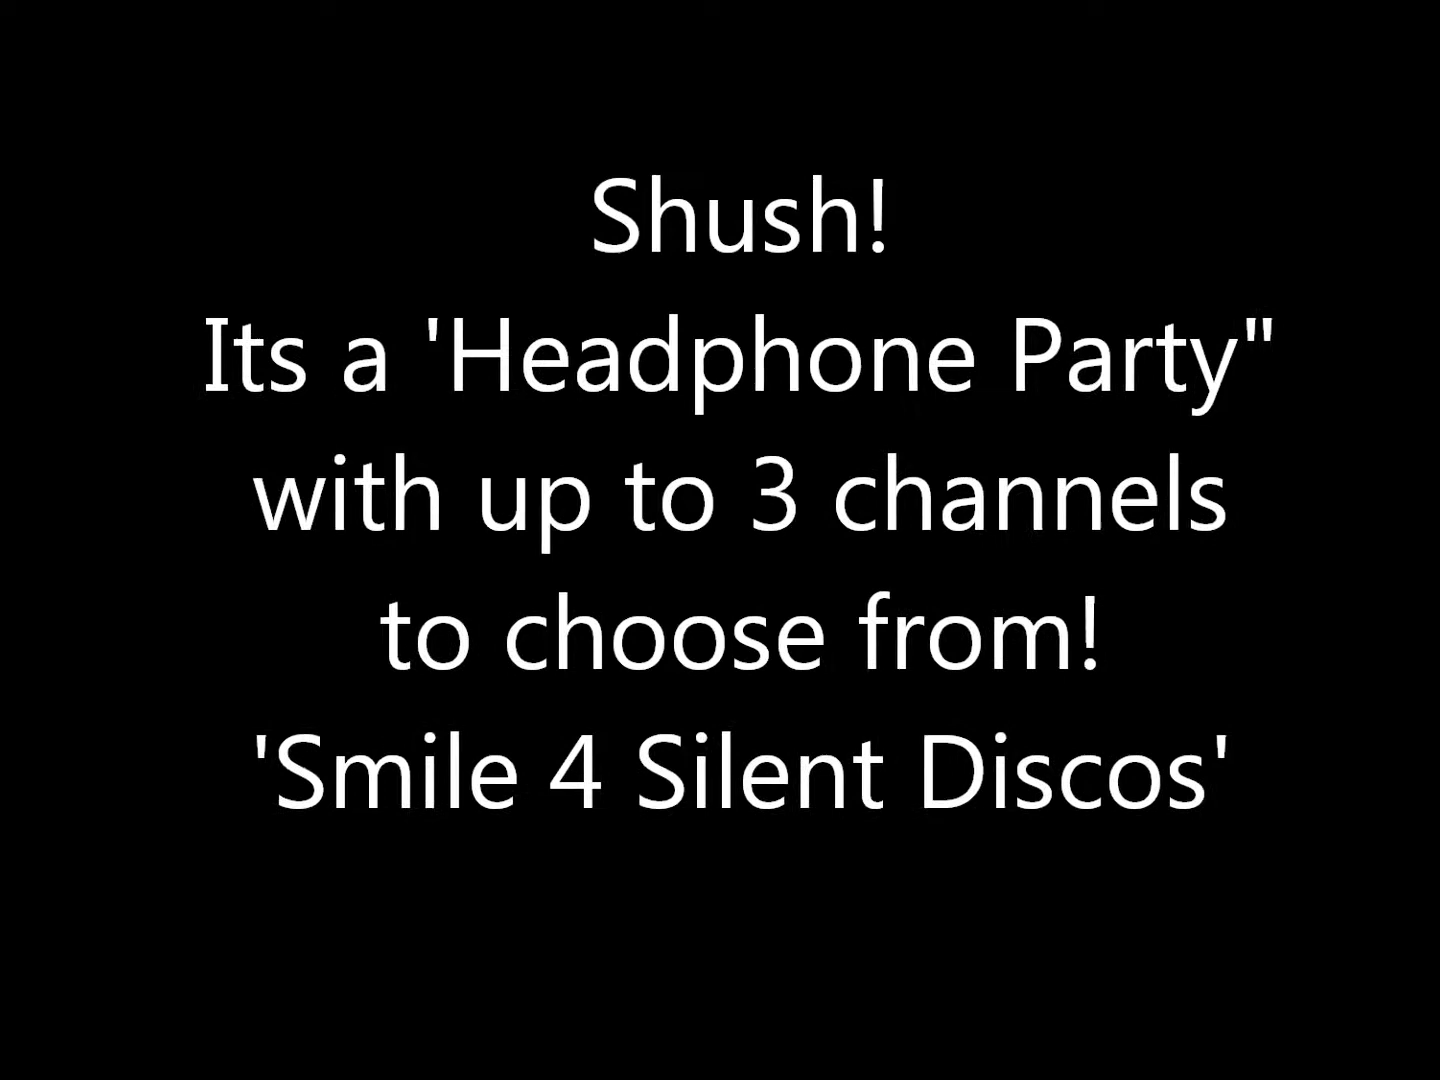 Shush!
Its a 'Headphone Party"
with up to 3 channels
to choose from!
'Smile 4 Silent Discos'